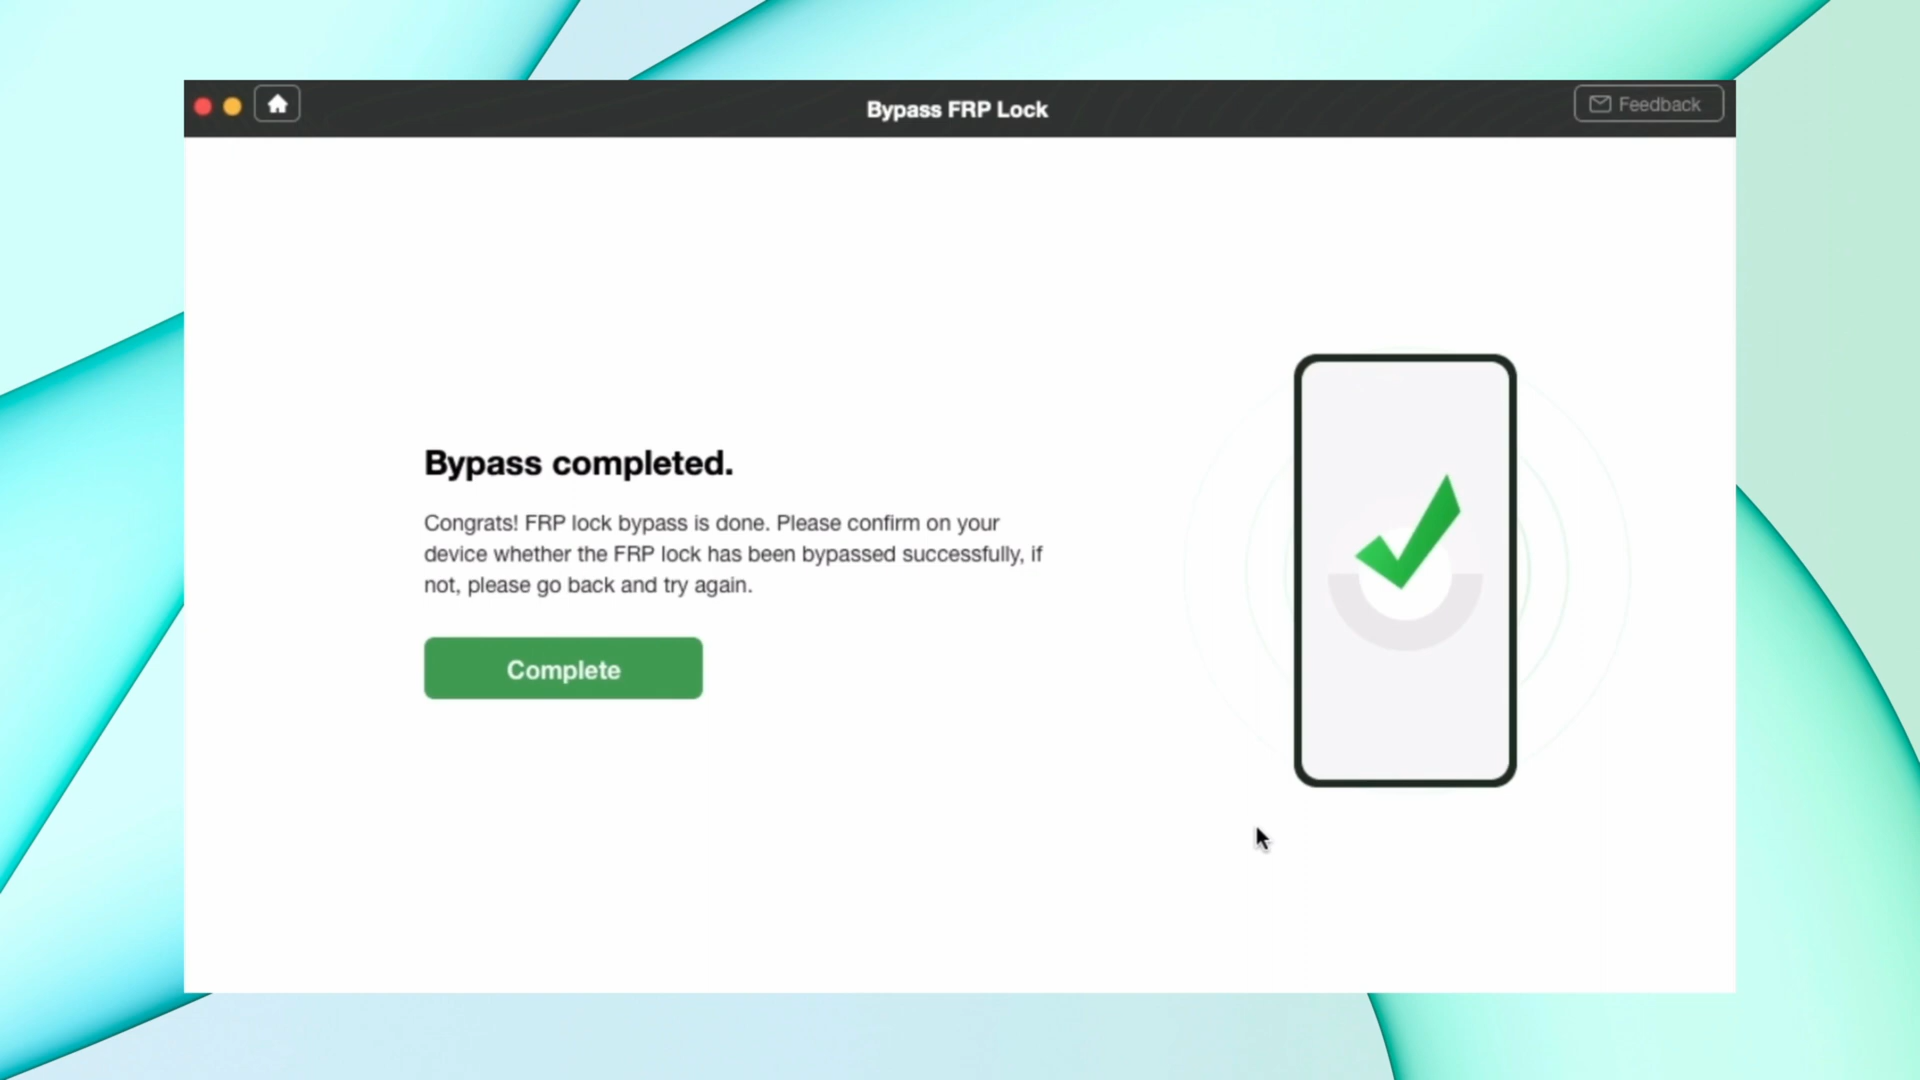 Bypass FRP Lock
Feedback
Bypass completed.
Congrats! FRP lock bypass is done. Please confirm on your
device whether the FRP lock has been bypassed successfully, if
not, please go back and try again.
Complete